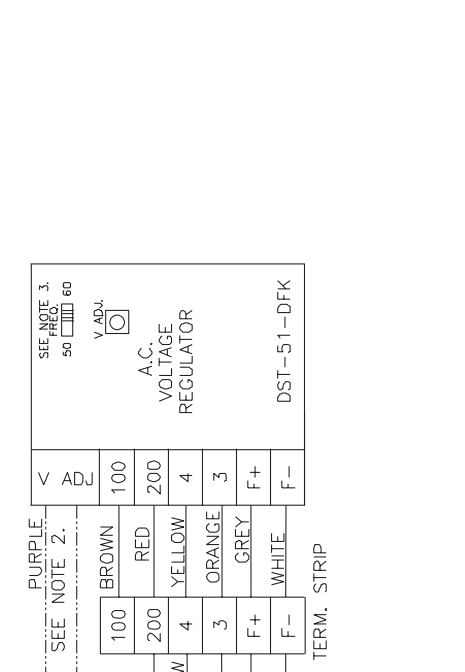 SEE NOTE 3.
FREQ.
50 60
V ADJ.
A.C.
VOLTAGE
REGULATOR
DST-51-DFK
V ADJ
100
200
4
3
F+
F-
PURPLE
SEE NOTE 2.
BROWN
RED
YELLOW
ORANGE
GREY
WHITE
100
200
4
3
F+
F-
TERM. STRIP
W